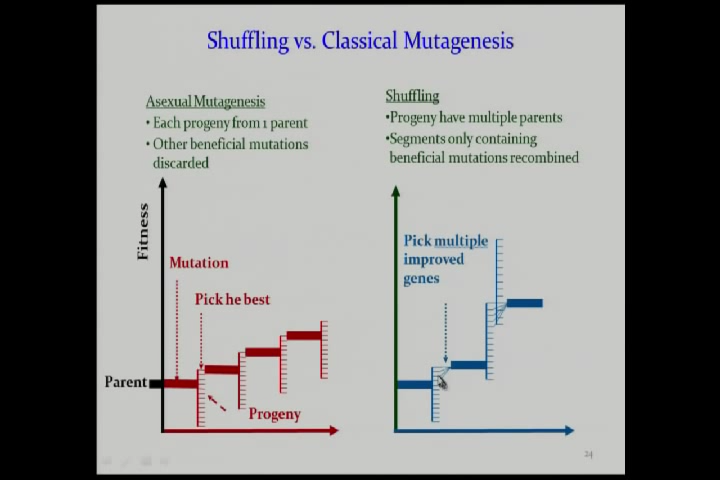 Shuffling vs. Classical Mutagenesis
Asexual Mutagenesis
• Each progeny from 1 parent
• Other beneficial mutations
discarded
Shuffling
•Progeny have multiple parents
•Segments only containing
beneficial mutations recombined
Fitness
Mutation
Pick he best
Parent
Progeny
Pick multiple
improved
genes
24